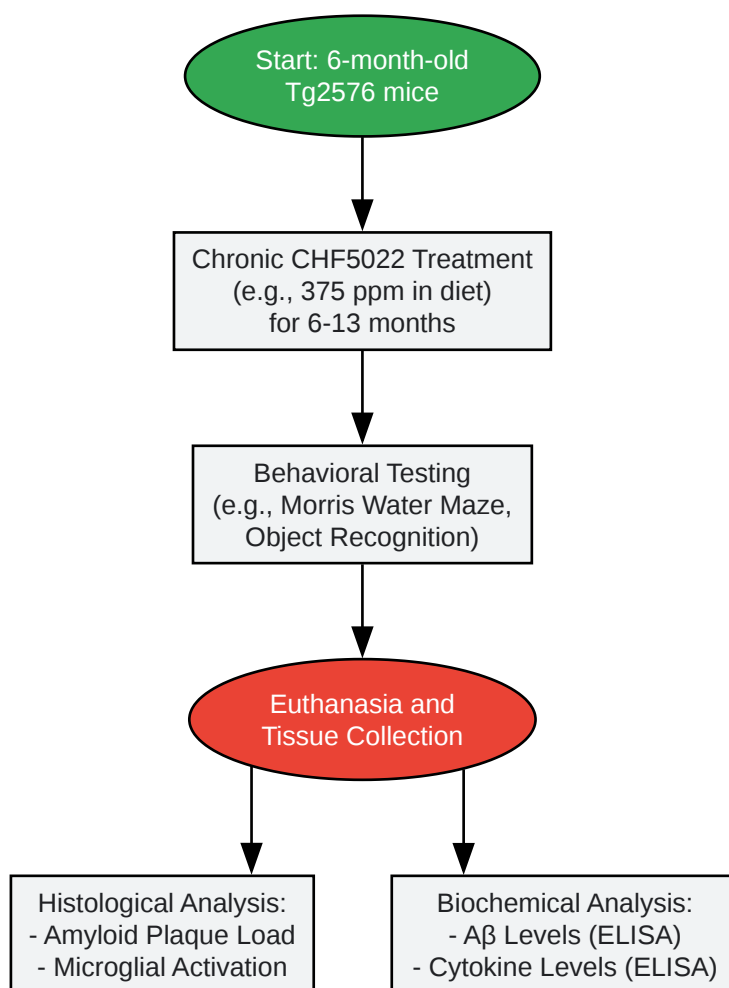 Start: 6-month-old
Tg2576 mice
Chronic CHF5022 Treatment
(e.g., 375 ppm in diet)
for 6-13 months
Behavioral Testing
(e.g., Morris Water Maze,
Object Recognition)
Euthanasia and
Tissue Collection
Histological Analysis:
- Amyloid Plaque Load
- Microglial Activation
Biochemical Analysis:
- Aβ Levels (ELISA)
- Cytokine Levels (ELISA)